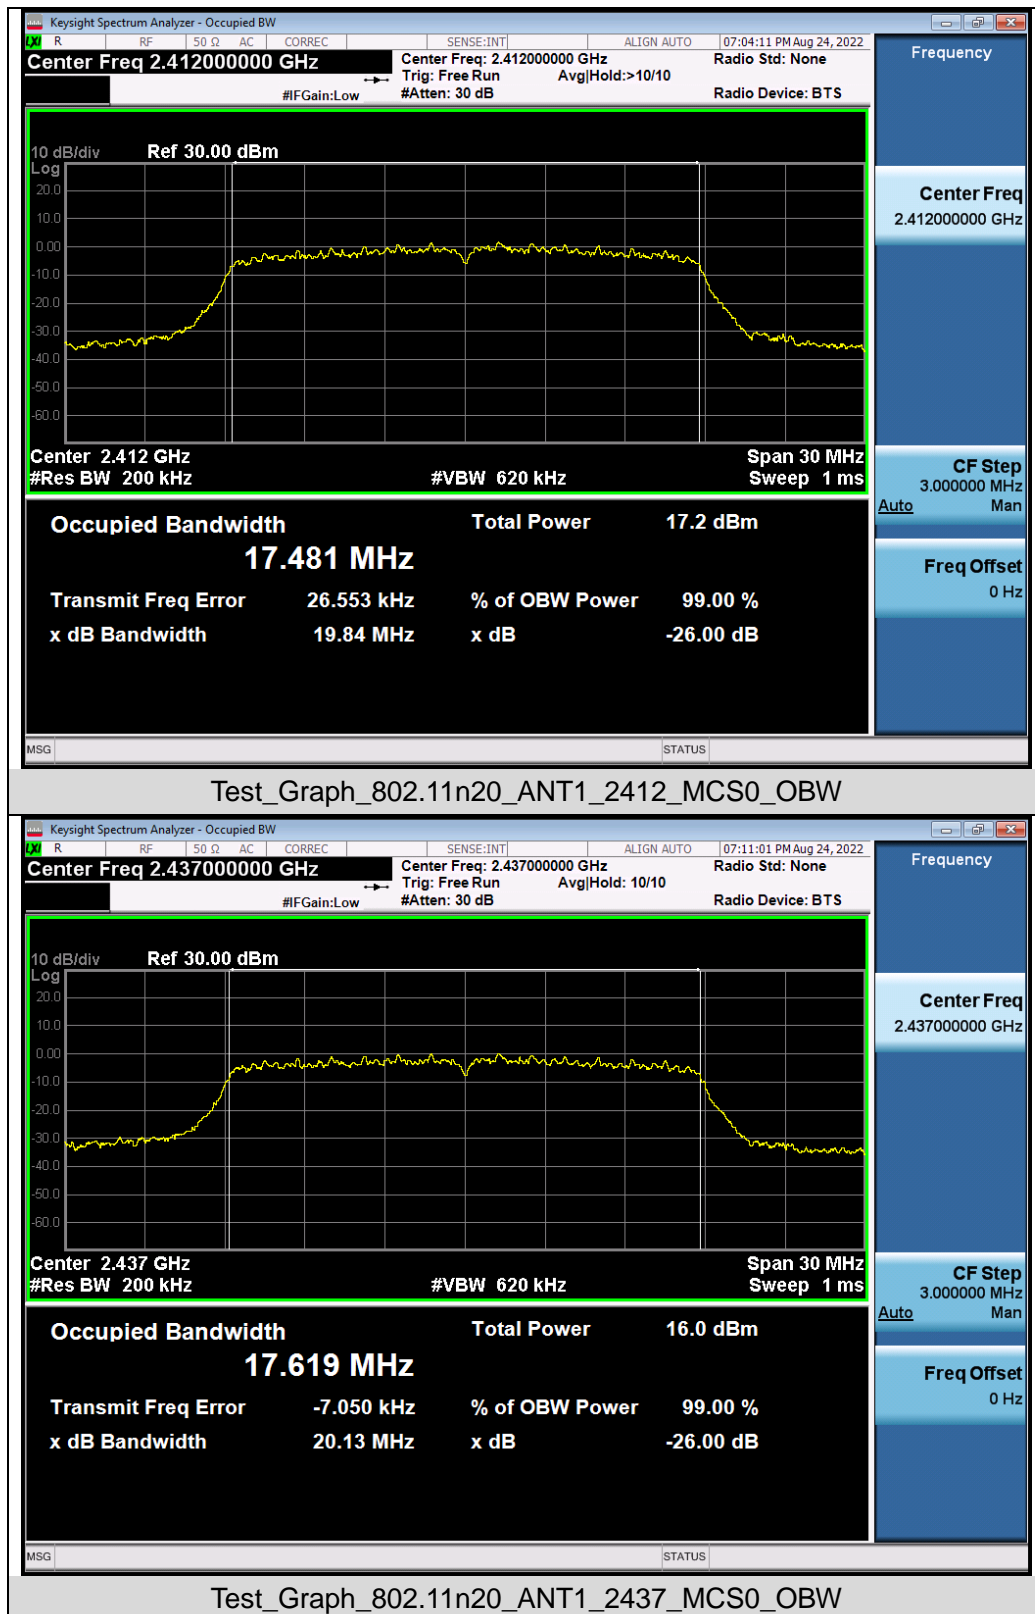 Keysight Spectrum Analyzer - Occupied BW
LXI R RF 50 Ω AC CORREC SENSE:INT ALIGN AUTO 07:04:11 PM Aug 24, 2022
Center Freq 2.412000000 GHz
Center Freq: 2.412000000 GHz Radio Std: None
Trig: Free Run Avg|Hold:>10/10
#IFGain:Low #Atten: 30 dB Radio Device: BTS
Frequency
10 dB/div Ref 30.00 dBm
Log
20.0
10.0
0.00
-10.0
-20.0
-30.0
-40.0
-50.0
-60.0
Center 2.412 GHz Span 30 MHz
#Res BW 200 kHz #VBW 620 kHz Sweep 1 ms
Center Freq
2.412000000 GHz
CF Step
3.000000 MHz
Auto Man
Freq Offset
0 Hz
Occupied Bandwidth Total Power 17.2 dBm
17.481 MHz
Transmit Freq Error 26.553 kHz % of OBW Power 99.00 %
x dB Bandwidth 19.84 MHz x dB -26.00 dB
MSG STATUS
Test_Graph_802.11n20_ANT1_2412_MCS0_OBW
Keysight Spectrum Analyzer - Occupied BW
LXI R RF 50 Ω AC CORREC SENSE:INT ALIGN AUTO 07:11:01 PM Aug 24, 2022
Center Freq 2.437000000 GHz
Center Freq: 2.437000000 GHz Radio Std: None
Trig: Free Run Avg|Hold: 10/10
#IFGain:Low #Atten: 30 dB Radio Device: BTS
Frequency
10 dB/div Ref 30.00 dBm
Log
20.0
10.0
0.00
-10.0
-20.0
-30.0
-40.0
-50.0
-60.0
Center 2.437 GHz Span 30 MHz
#Res BW 200 kHz #VBW 620 kHz Sweep 1 ms
Center Freq
2.437000000 GHz
CF Step
3.000000 MHz
Auto Man
Freq Offset
0 Hz
Occupied Bandwidth Total Power 16.0 dBm
17.619 MHz
Transmit Freq Error -7.050 kHz % of OBW Power 99.00 %
x dB Bandwidth 20.13 MHz x dB -26.00 dB
MSG STATUS
Test_Graph_802.11n20_ANT1_2437_MCS0_OBW